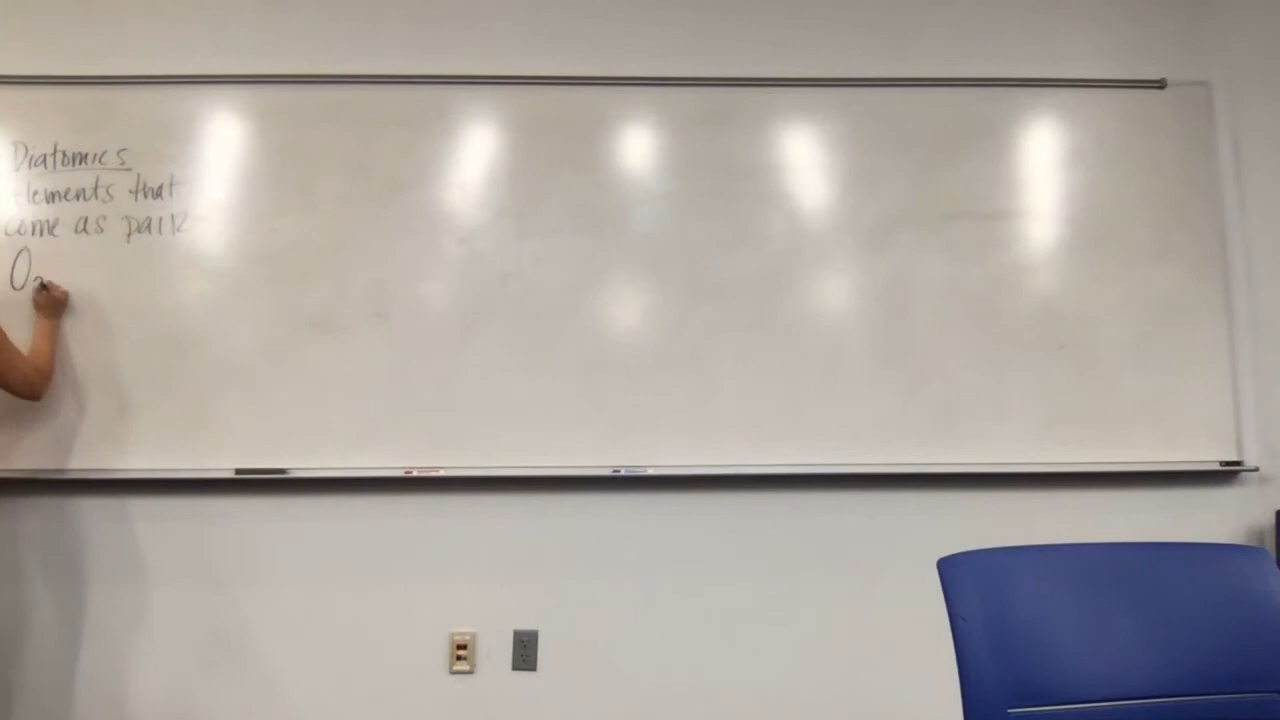 Diatomics
elements that
come as pairs
O₂